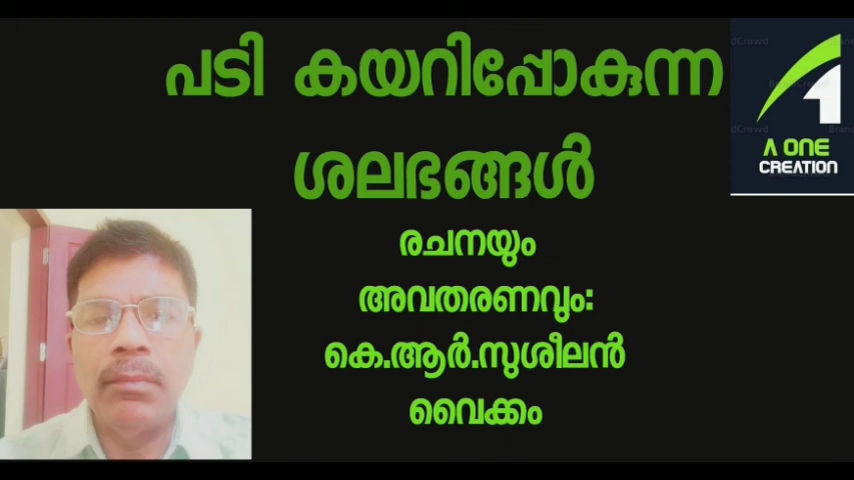 പടി കയറിപ്പോകുന്ന
ശലഭങ്ങൾ
രചനയും
അവതരണവും:
കെ.ആർ.സുശീലൻ
വൈക്കം
A ONE
CREATION